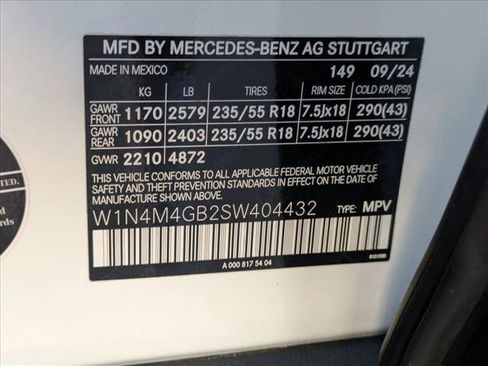 MFD BY MERCEDES-BENZ AG STUTTGART
MADE IN MEXICO 149 09/24
KG LB TIRES RIM SIZE COLD KPA (PSI)
GAWR FRONT 1170 2579 235/55 R18 7.5Jx18 290(43)
GAWR REAR 1090 2403 235/55 R18 7.5Jx18 290(43)
GVWR 2210 4872
THIS VEHICLE CONFORMS TO ALL APPLICABLE FEDERAL MOTOR VEHICLE
SAFETY AND THEFT PREVENTION STANDARDS IN EFFECT ON THE DATE OF
MANUFACTURE SHOWN ABOVE.
W1N4M4GB2SW404432 TYPE: MPV
A 000 817 54 04